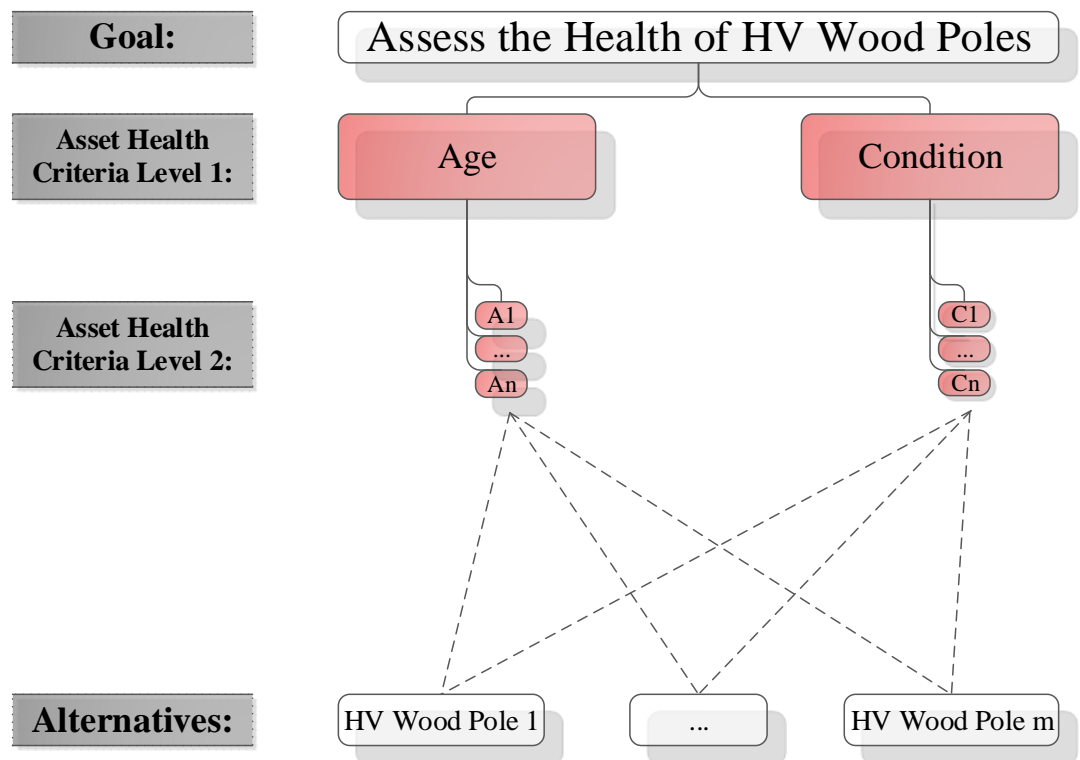 Goal:
Assess the Health of HV Wood Poles
Asset Health
Criteria Level 1:
Age
Condition
Asset Health
Criteria Level 2:
A1
...
An
C1
...
Cn
Alternatives:
HV Wood Pole 1
...
HV Wood Pole m